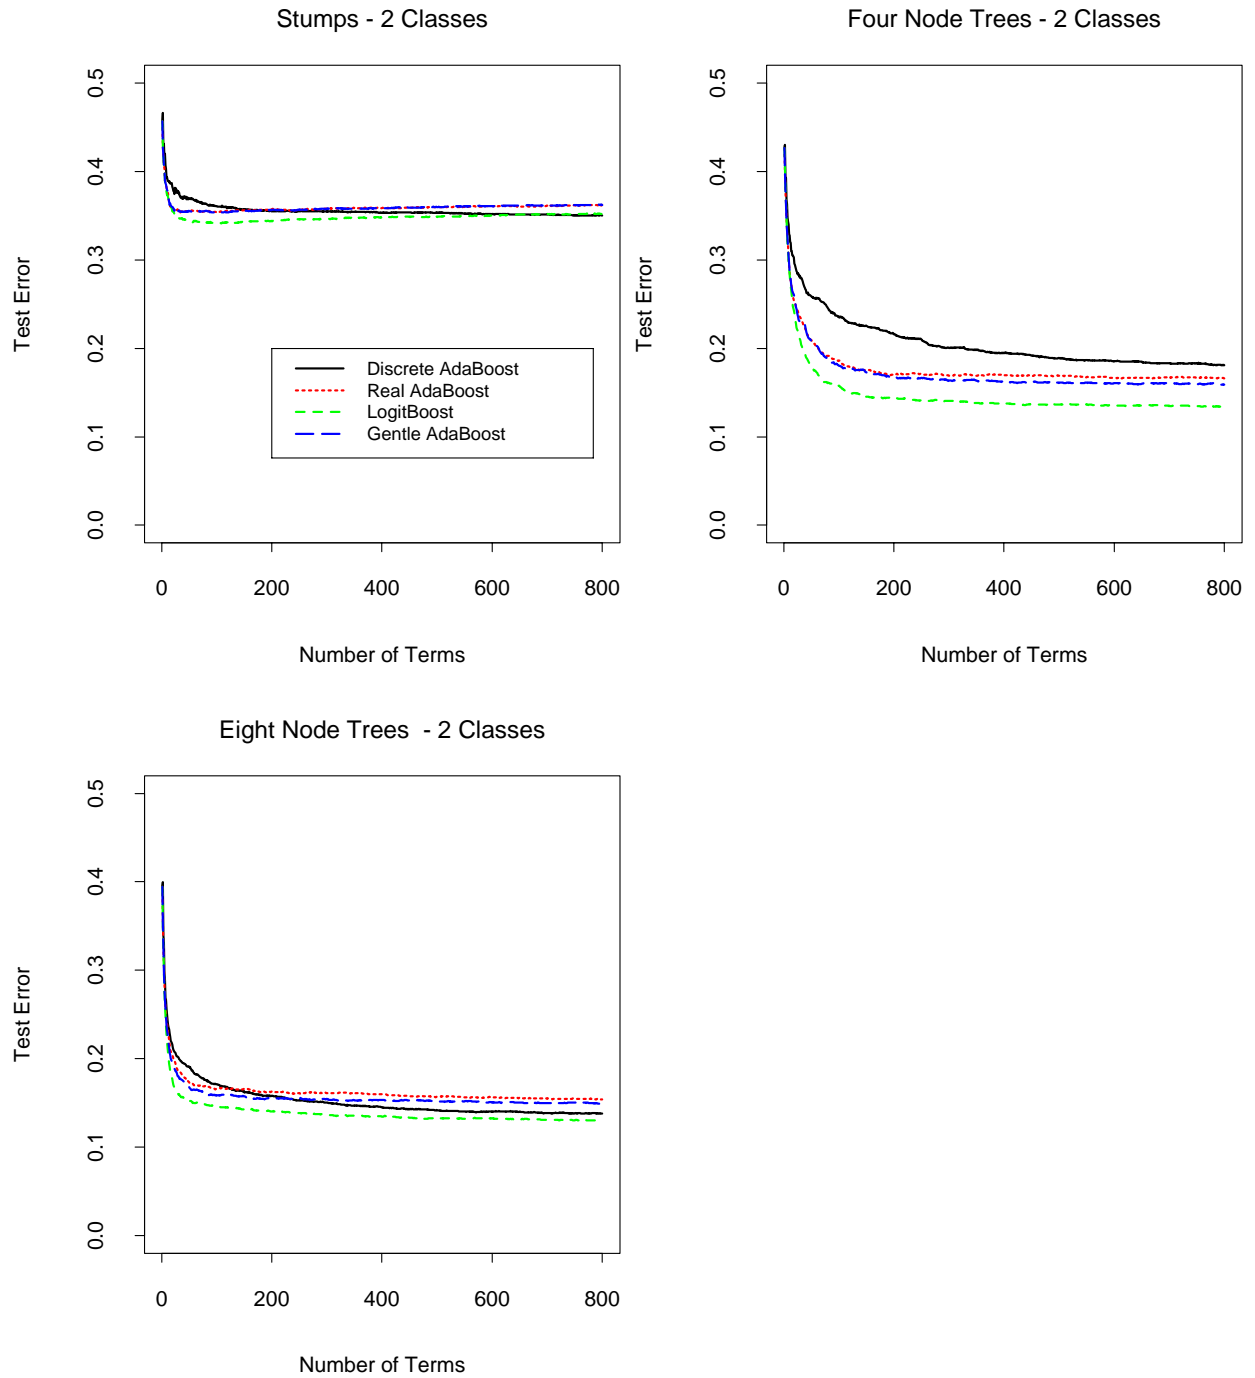 Stumps - 2 Classes
Test Error
0.5
0.4
0.3
0.2
0.1
0.0
Discrete AdaBoost
Real AdaBoost
LogitBoost
Gentle AdaBoost
0 200 400 600 800
Number of Terms
Four Node Trees - 2 Classes
Test Error
0.5
0.4
0.3
0.2
0.1
0.0
0 200 400 600 800
Number of Terms
Eight Node Trees - 2 Classes
Test Error
0.5
0.4
0.3
0.2
0.1
0.0
0 200 400 600 800
Number of Terms